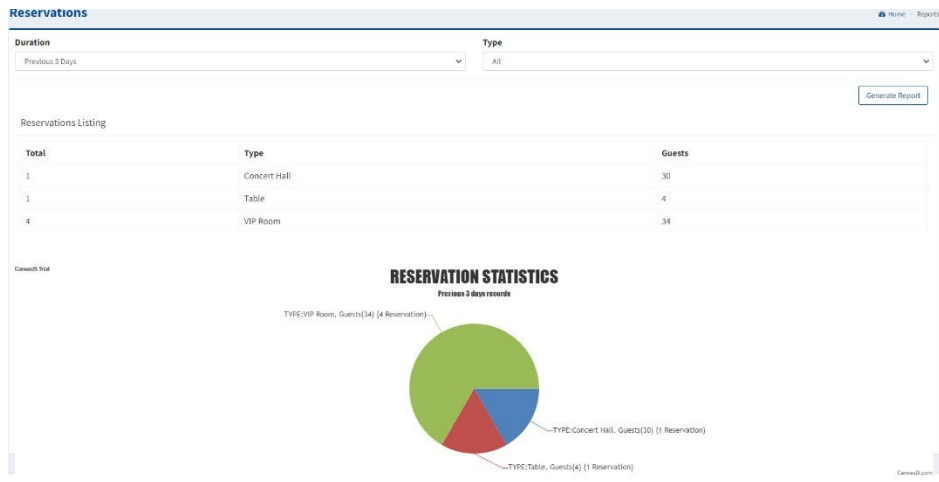 Reservations
Home - Reports
Duration Type
Previous 3 Days All
Generate Report
Reservations Listing
Total Type Guests
1 Concert Hall 30
1 Table 4
4 VIP Room 34
CanvasJS Trial
RESERVATION STATISTICS
Previous 3 days records
TYPE:VIP Room, Guests(34) (4 Reservation)
TYPE:Concert Hall, Guests(30) (1 Reservation)
TYPE:Table, Guests(4) (1 Reservation)
CanvasJS.com